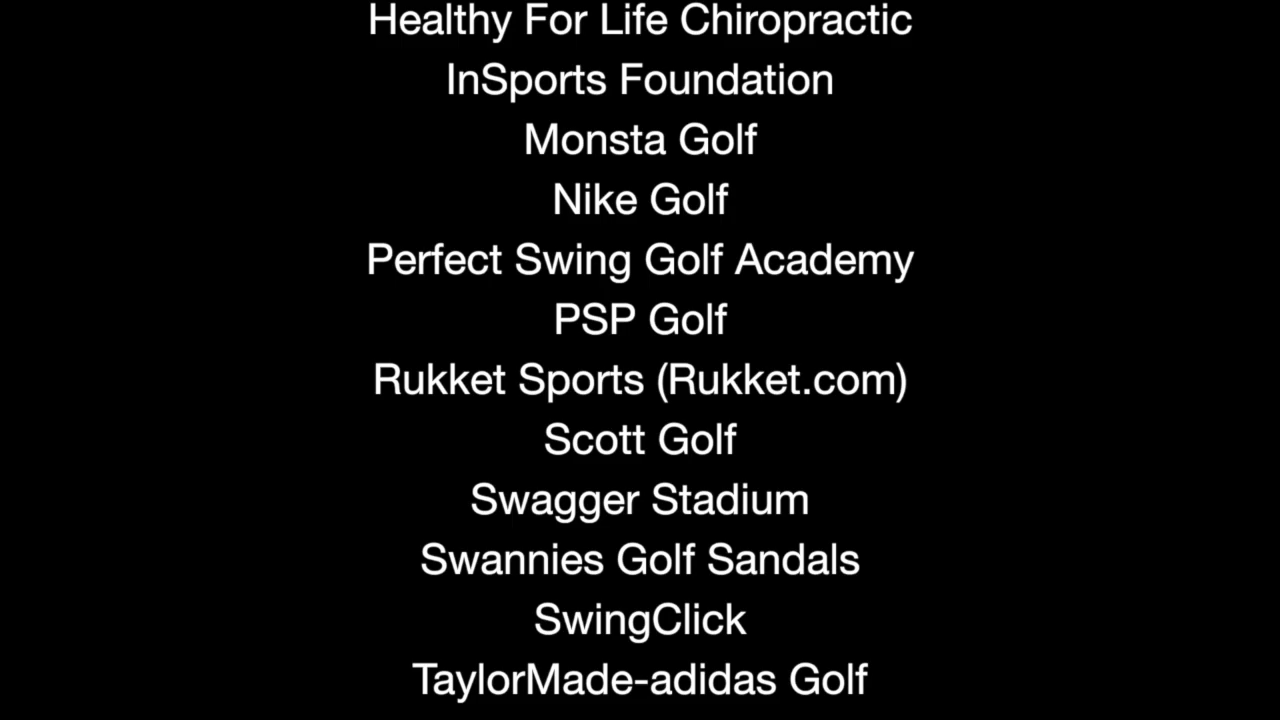 Healthy For Life Chiropractic
InSports Foundation
Monsta Golf
Nike Golf
Perfect Swing Golf Academy
PSP Golf
Rukket Sports (Rukket.com)
Scott Golf
Swagger Stadium
Swannies Golf Sandals
SwingClick
TaylorMade-adidas Golf